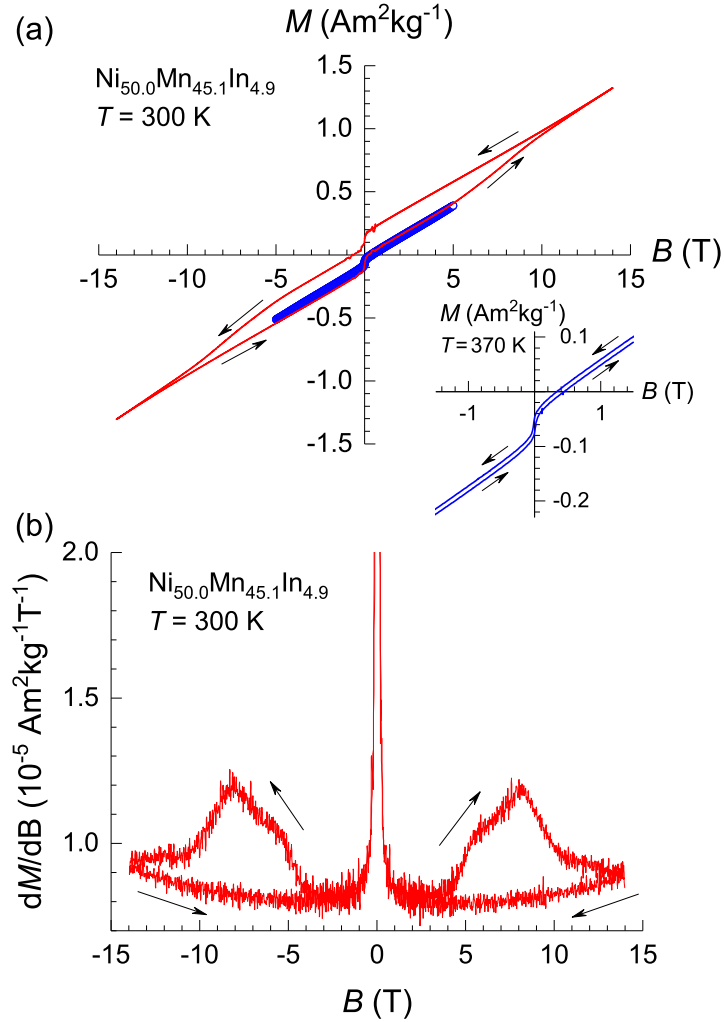 (a)
M (Am²kg⁻¹)
Ni₅₀.₀Mn₄₅.₁In₄.₉
T = 300 K
1.5
1.0
0.5
-15 -10 -5 5 10 15
B (T)
-0.5
-1.0
-1.5
M (Am²kg⁻¹)
T = 370 K
0.1
-1 1
B (T)
-0.1
-0.2
(b)
Ni₅₀.₀Mn₄₅.₁In₄.₉
T = 300 K
dM/dB (10⁻⁵ Am²kg⁻¹T⁻¹)
2.0
1.5
1.0
-15 -10 -5 0 5 10 15
B (T)